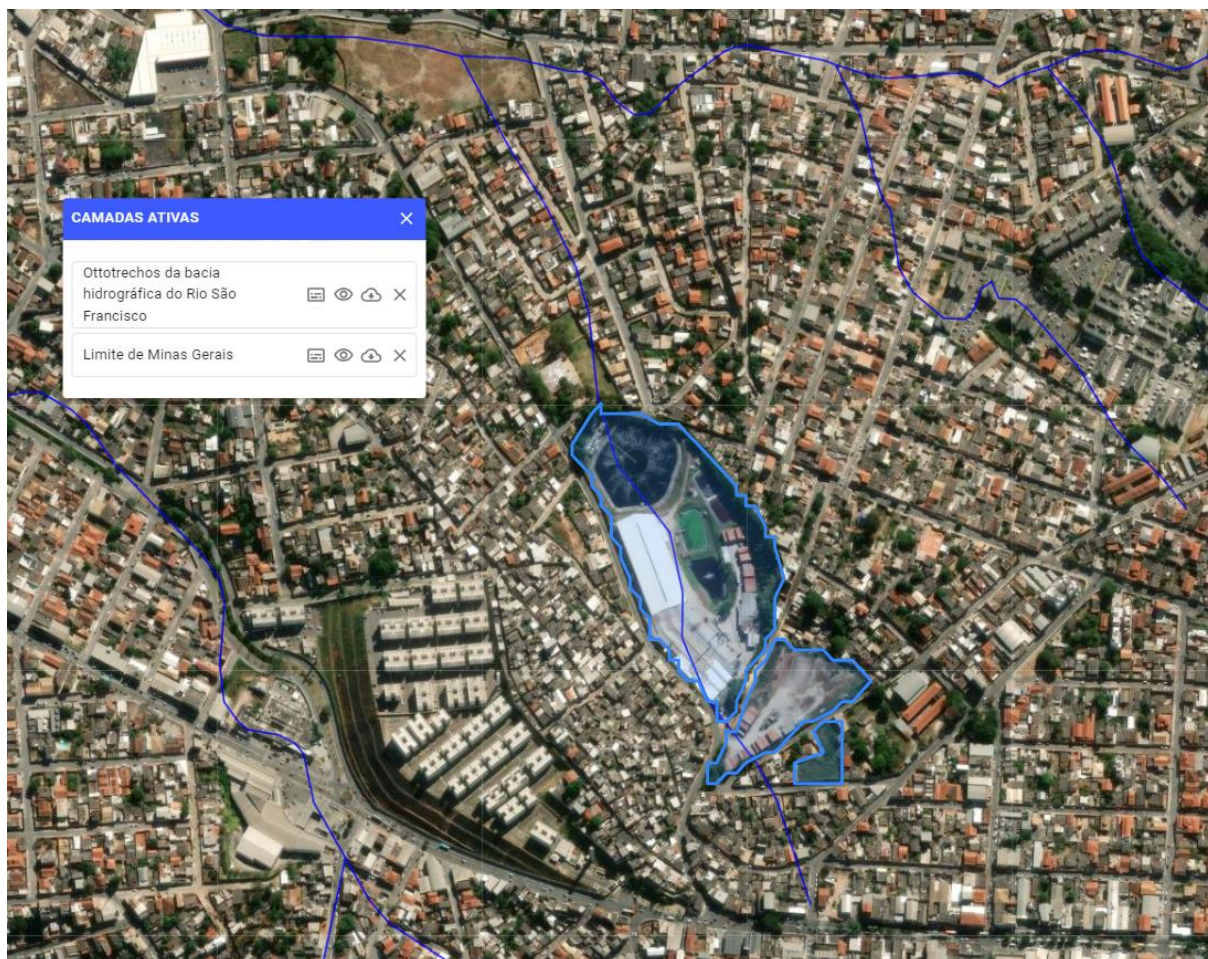 CAMADAS ATIVAS
Ottotrechos da bacia
hidrográfica do Rio São
Francisco
Limite de Minas Gerais